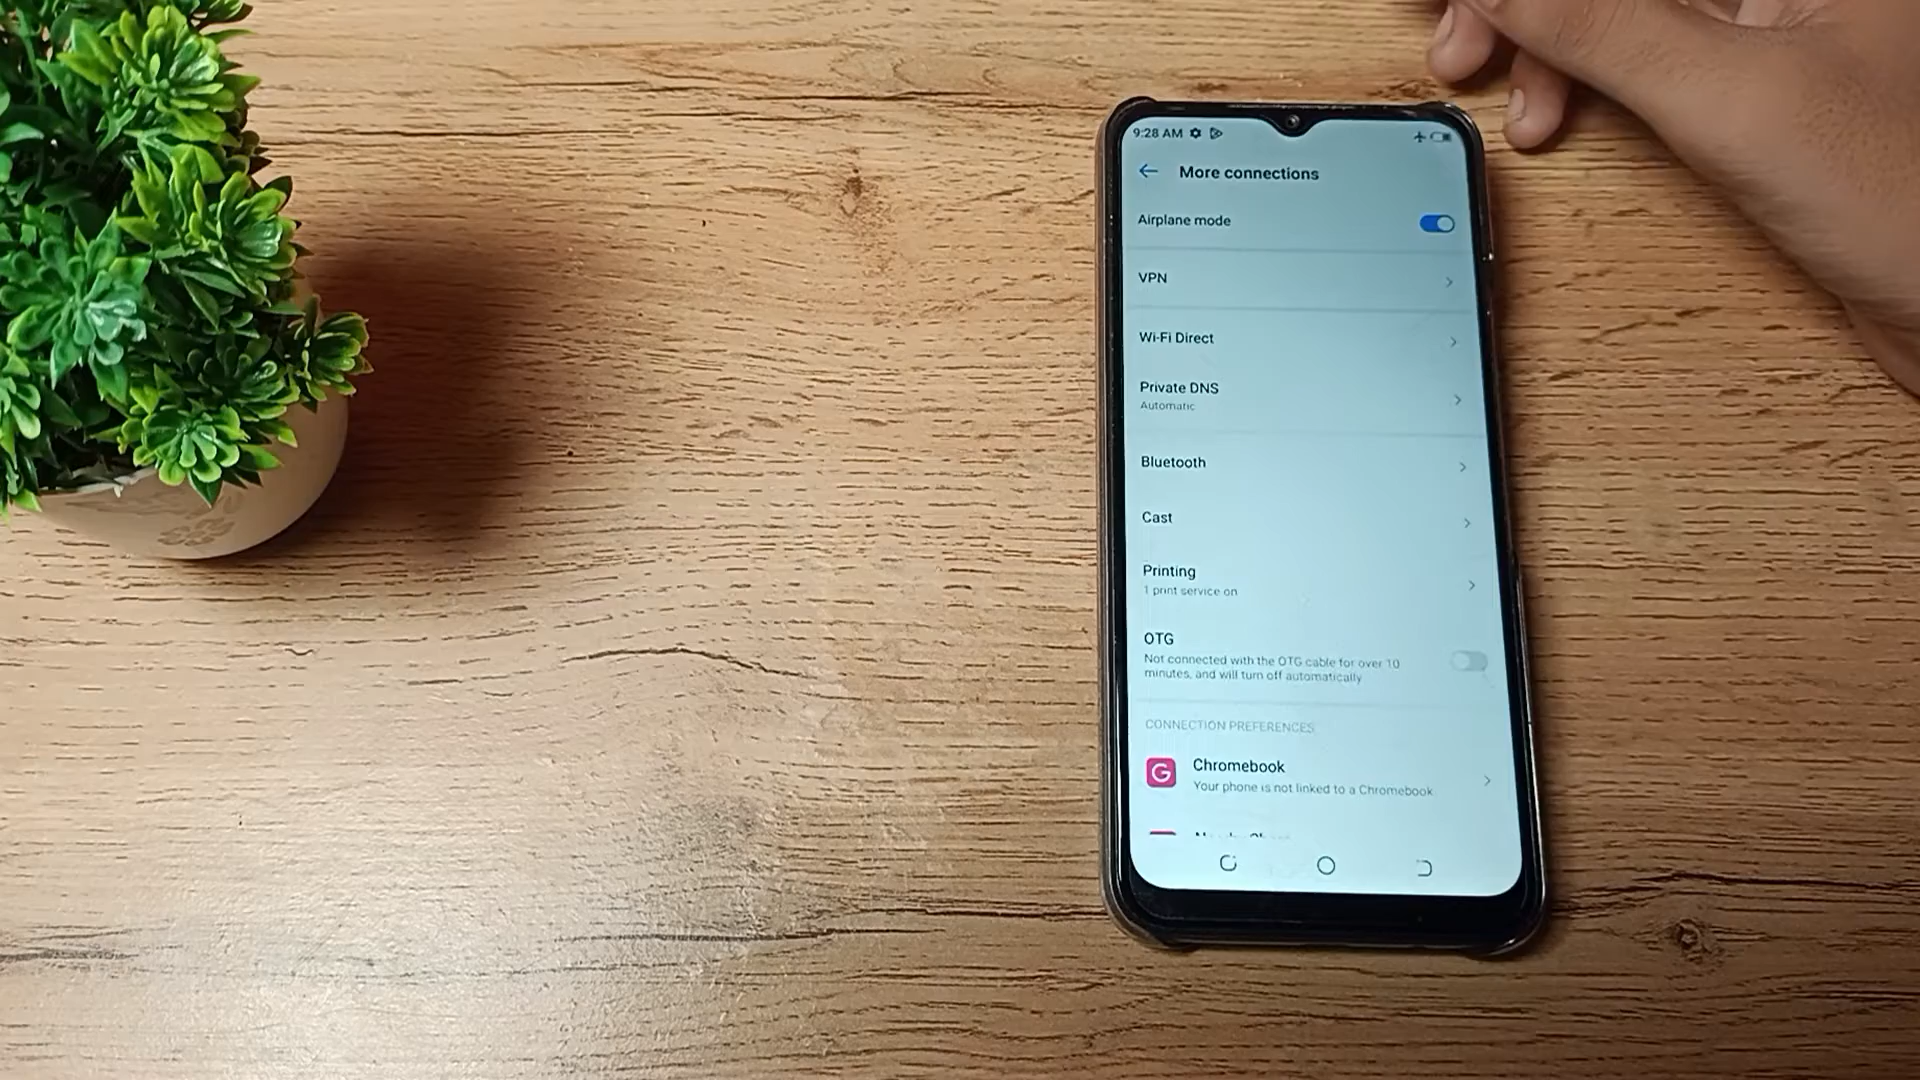 9:28 AM
More connections
Airplane mode
VPN
Wi-Fi Direct
Private DNS
Automatic
Bluetooth
Cast
Printing
1 print service on
OTG
Not connected with the OTG cable for over 10
minutes, and will turn off automatically
CONNECTION PREFERENCES
G
Chromebook
Your phone is not linked to a Chromebook